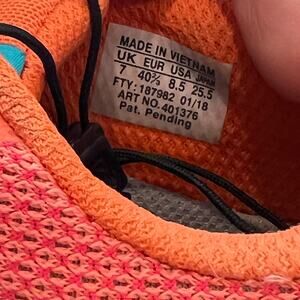 MADE IN VIETNAM
UK EUR USA JAPAN
7 40⅔ 8.5 25.5
FTY:187982 01/18
ART NO.401376
Pat. Pending